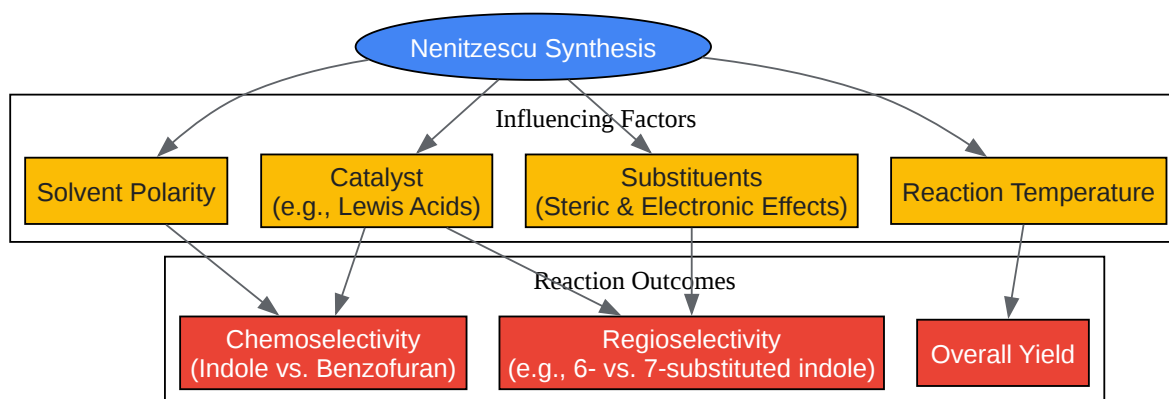 Nenitzescu Synthesis
Influencing Factors
Solvent Polarity
Catalyst
(e.g., Lewis Acids)
Substituents
(Steric & Electronic Effects)
Reaction Temperature
Reaction Outcomes
Chemoselectivity
(Indole vs. Benzofuran)
Regioselectivity
(e.g., 6- vs. 7-substituted indole)
Overall Yield